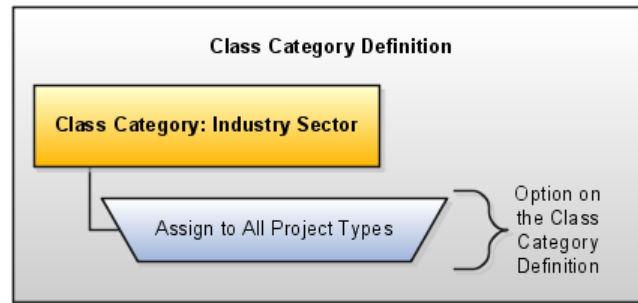 Class Category Definition
Class Category: Industry Sector
Assign to All Project Types
Option on
the Class
Category
Definition